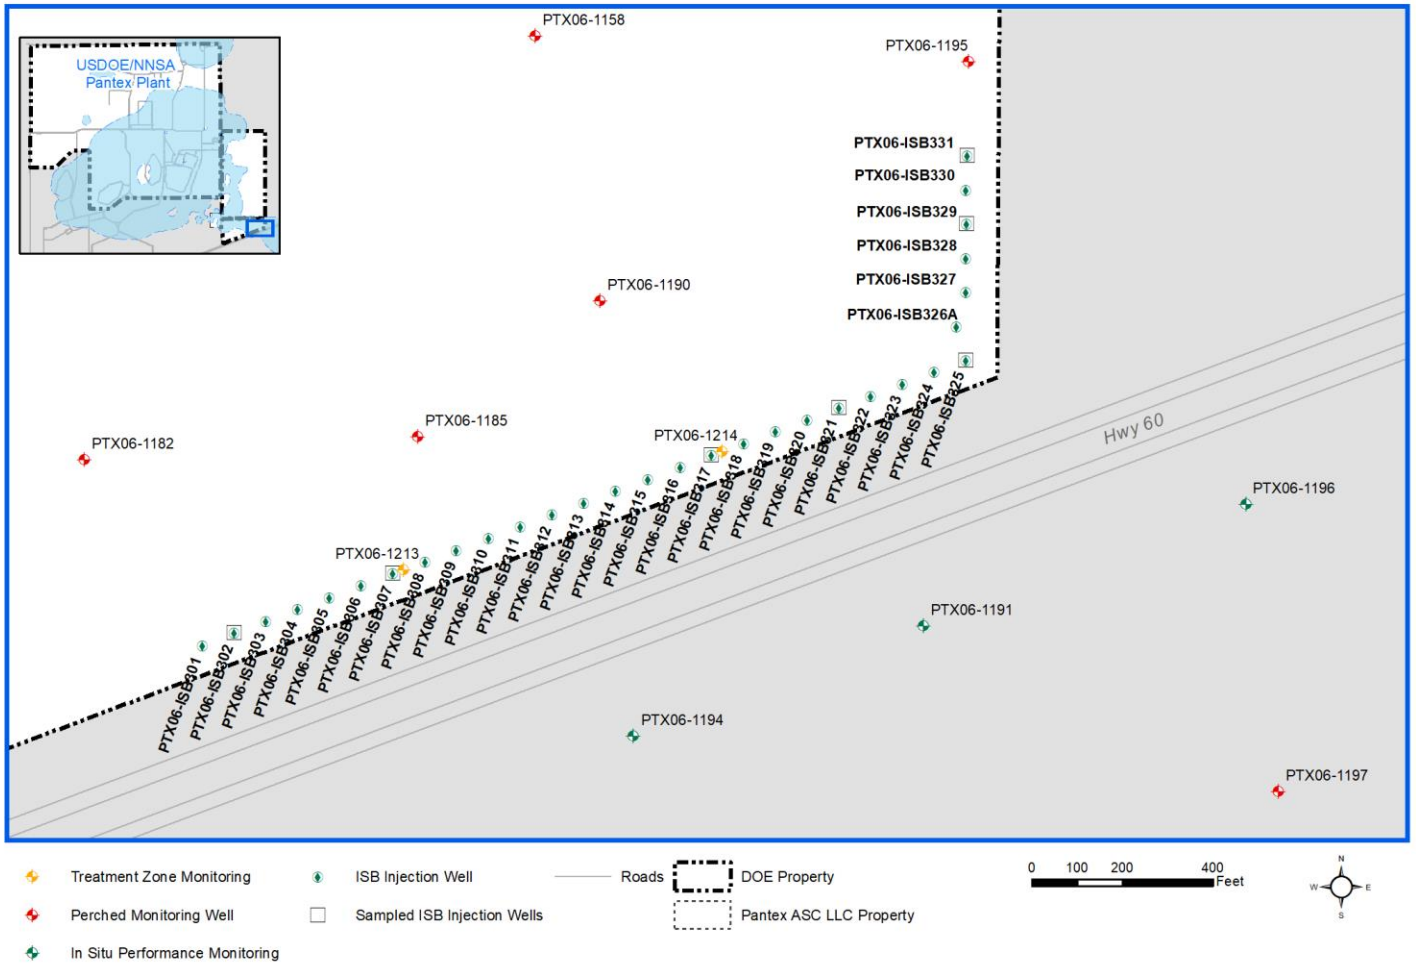 PTX06-1158
PTX06-1195
USDOE/NNSA
Pantex Plant
PTX06-ISB331
PTX06-ISB330
PTX06-ISB329
PTX06-ISB328
PTX06-ISB327
PTX06-ISB326A
PTX06-1190
PTX06-1182
PTX06-1185
PTX06-1214
PTX06-1213
PTX06-ISB301
PTX06-ISB302
PTX06-ISB303
PTX06-ISB304
PTX06-ISB305
PTX06-ISB306
PTX06-ISB307
PTX06-ISB308
PTX06-ISB309
PTX06-ISB310
PTX06-ISB311
PTX06-ISB312
PTX06-ISB313
PTX06-ISB314
PTX06-ISB315
PTX06-ISB316
PTX06-ISB317
PTX06-ISB318
PTX06-ISB319
PTX06-ISB320
PTX06-ISB321
PTX06-ISB322
PTX06-ISB323
PTX06-ISB324
PTX06-ISB325
Hwy 60
PTX06-1196
PTX06-1191
PTX06-1194
PTX06-1197
Treatment Zone Monitoring
Perched Monitoring Well
In Situ Performance Monitoring
ISB Injection Well
Sampled ISB Injection Wells
Roads
DOE Property
Pantex ASC LLC Property
0 100 200 400
Feet
N
W E
S